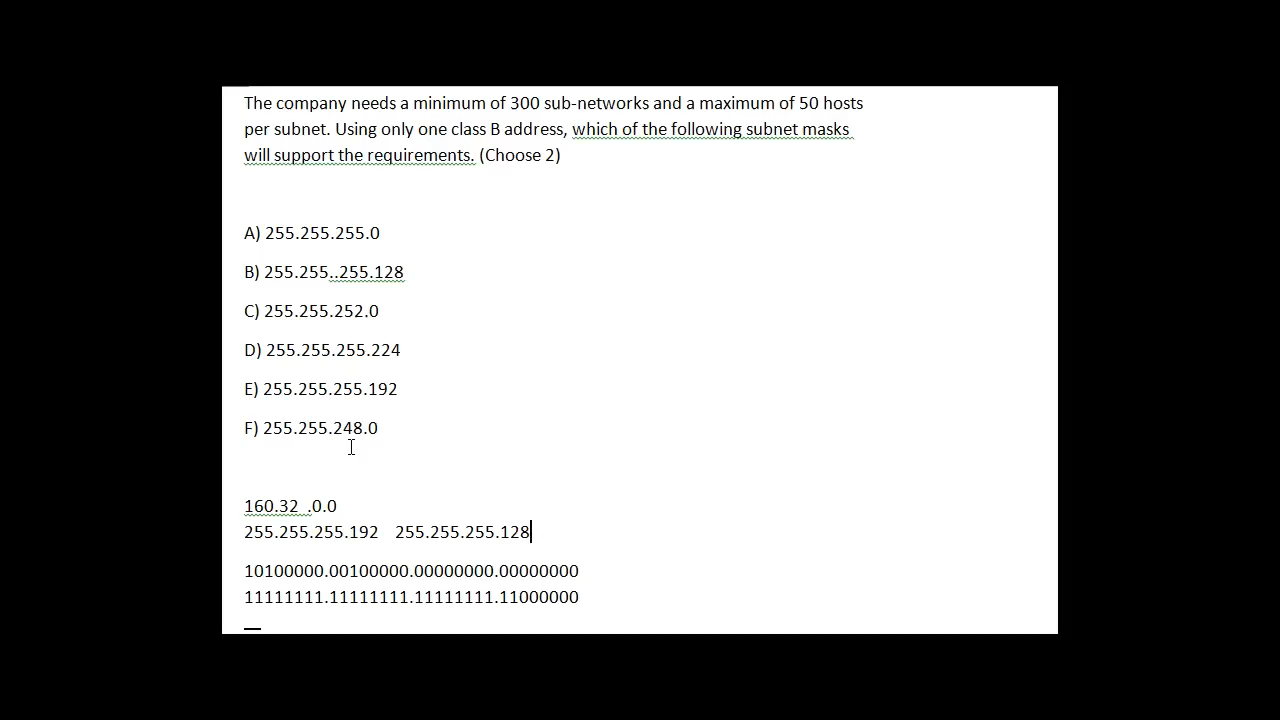 The company needs a minimum of 300 sub-networks and a maximum of 50 hosts
per subnet. Using only one class B address, which of the following subnet masks
will support the requirements. (Choose 2)
A) 255.255.255.0
B) 255.255..255.128
C) 255.255.252.0
D) 255.255.255.224
E) 255.255.255.192
F) 255.255.248.0
160.32  .0.0
255.255.255.192    255.255.255.128
10100000.00100000.00000000.00000000
11111111.11111111.11111111.11000000